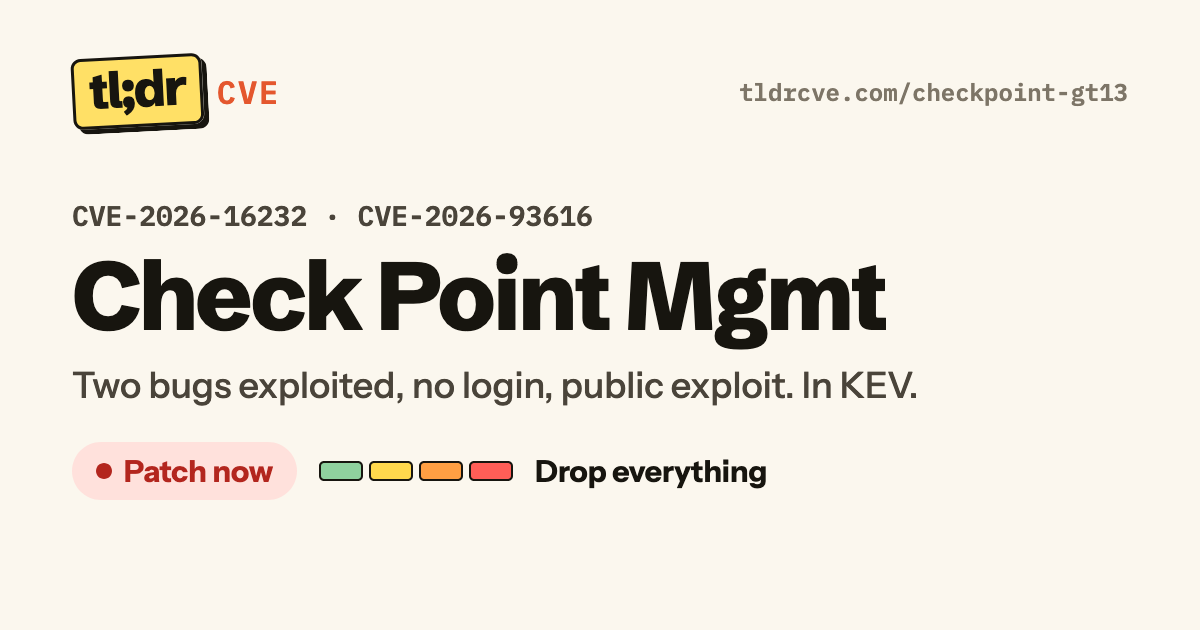 tl;dr CVE
tldrcve.com/checkpoint-gt13
CVE-2026-16232 · CVE-2026-93616
Check Point Mgmt
Two bugs exploited, no login, public exploit. In KEV.
Patch now
Drop everything